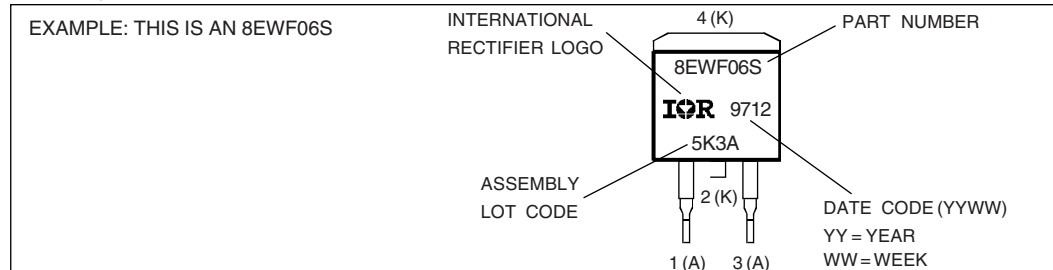 EXAMPLE: THIS IS AN 8EWF06S
INTERNATIONAL
RECTIFIER LOGO
4 (K)
PART NUMBER
8EWF06S
IOR 9712
5K3A
ASSEMBLY
LOT CODE
2 (K)
DATE CODE (YYWW)
YY = YEAR
WW = WEEK
1 (A) 3 (A)